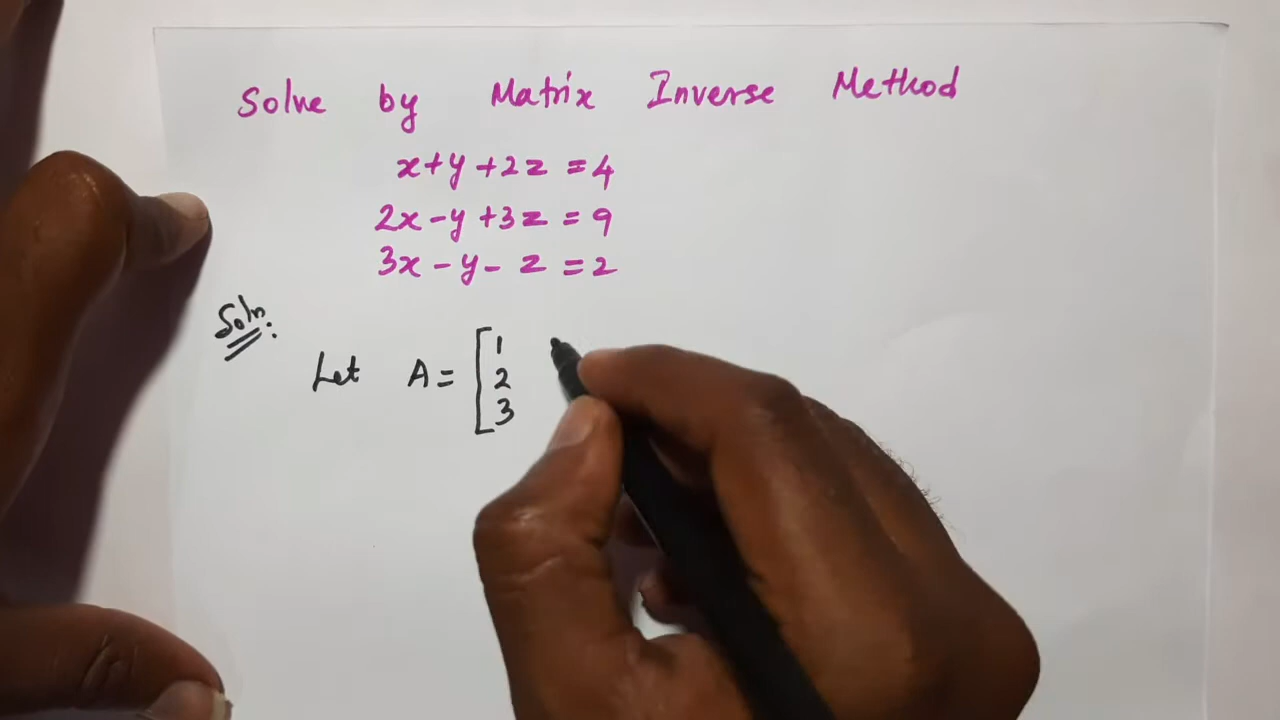 Solve by Matrix Inverse Method
x+y+2z=4
2x-y+3z=9
3x-y-z=2
Soln:
Let A=[1
2
3